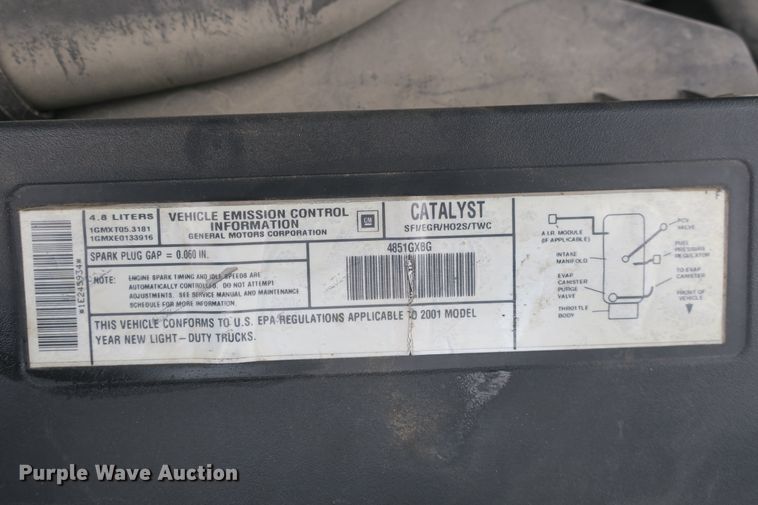 4.8 LITERS
1GMXT05.3181
1GMXE0133916
VEHICLE EMISSION CONTROL
INFORMATION
GENERAL MOTORS CORPORATION
GM
CATALYST
SFI/EGR/HO2S/TWC
SPARK PLUG GAP = 0.060 IN.
4851GXBG
NOTE: ENGINE SPARK TIMING AND IDLE SPEEDS ARE
AUTOMATICALLY CONTROLLED. DO NOT ATTEMPT
ADJUSTMENTS. SEE SERVICE MANUAL AND MAINTENANCE
SCHEDULE FOR MORE INFORMATION.
THIS VEHICLE CONFORMS TO U.S. EPA REGULATIONS APPLICABLE TO 2001 MODEL
YEAR NEW LIGHT-DUTY TRUCKS.
*1E245934*
A.I.R. MODULE
(IF APPLICABLE)
INTAKE
MANIFOLD
EVAP
CANISTER
PURGE
VALVE
THROTTLE
BODY
PCV
VALVE
FUEL
PRESSURE
REGULATOR
TO EVAP
CANISTER
FRONT OF
VEHICLE
Purple Wave Auction